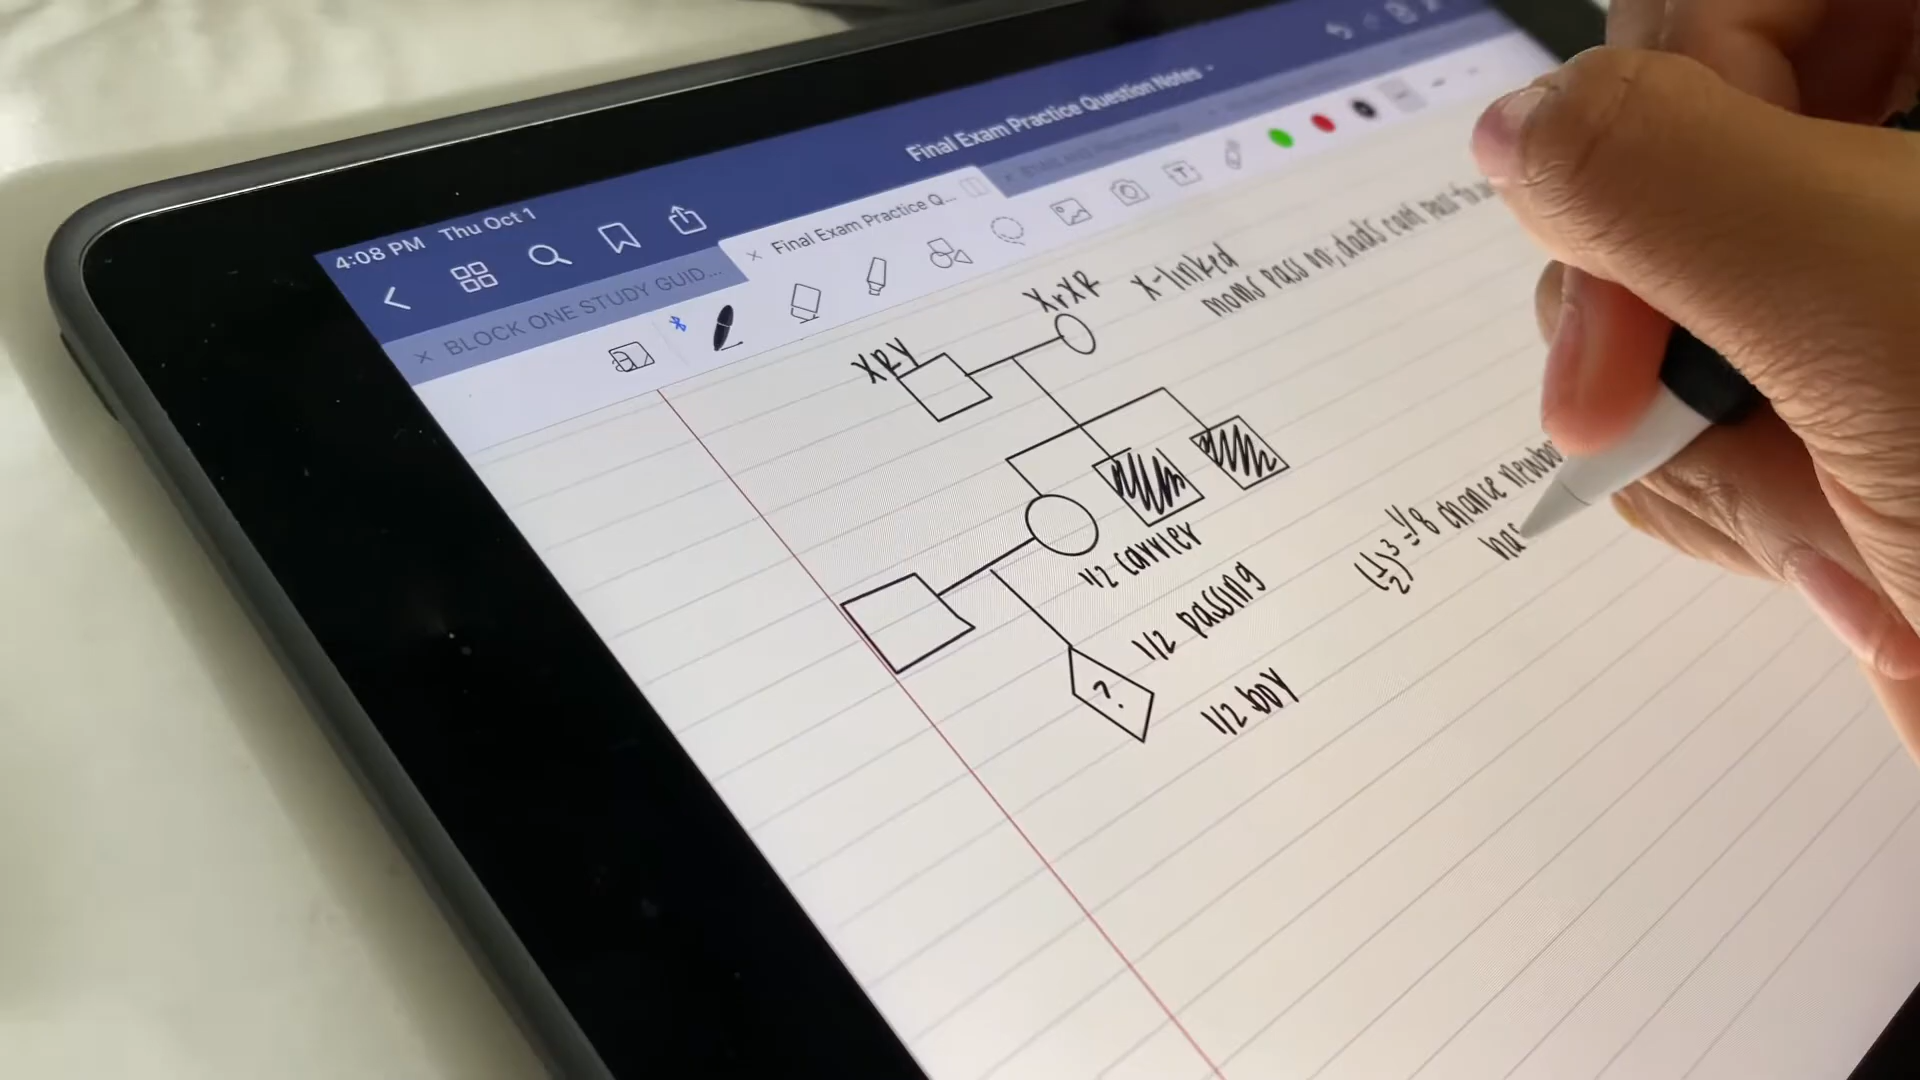 4:08 PM Thu Oct 1
Final Exam Practice Question Notes
× BLOCK ONE STUDY GUID...
× Final Exam Practice Q...
XRY
XrXR
X-linked
moms pass on; dads cant pass to
1/2 carrier
1/2 passing
1/2 boy
?
(1/2)³ = 1/8 chance newbo
has